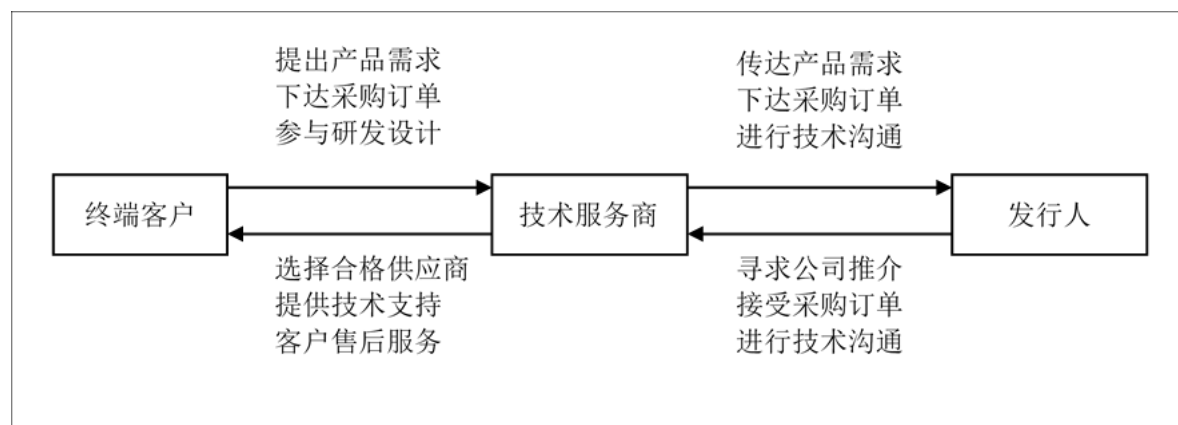 提出产品需求
下达采购订单
参与研发设计
传达产品需求
下达采购订单
进行技术沟通
终端客户
技术服务商
发行人
选择合格供应商
提供技术支持
客户售后服务
寻求公司推介
接受采购订单
进行技术沟通